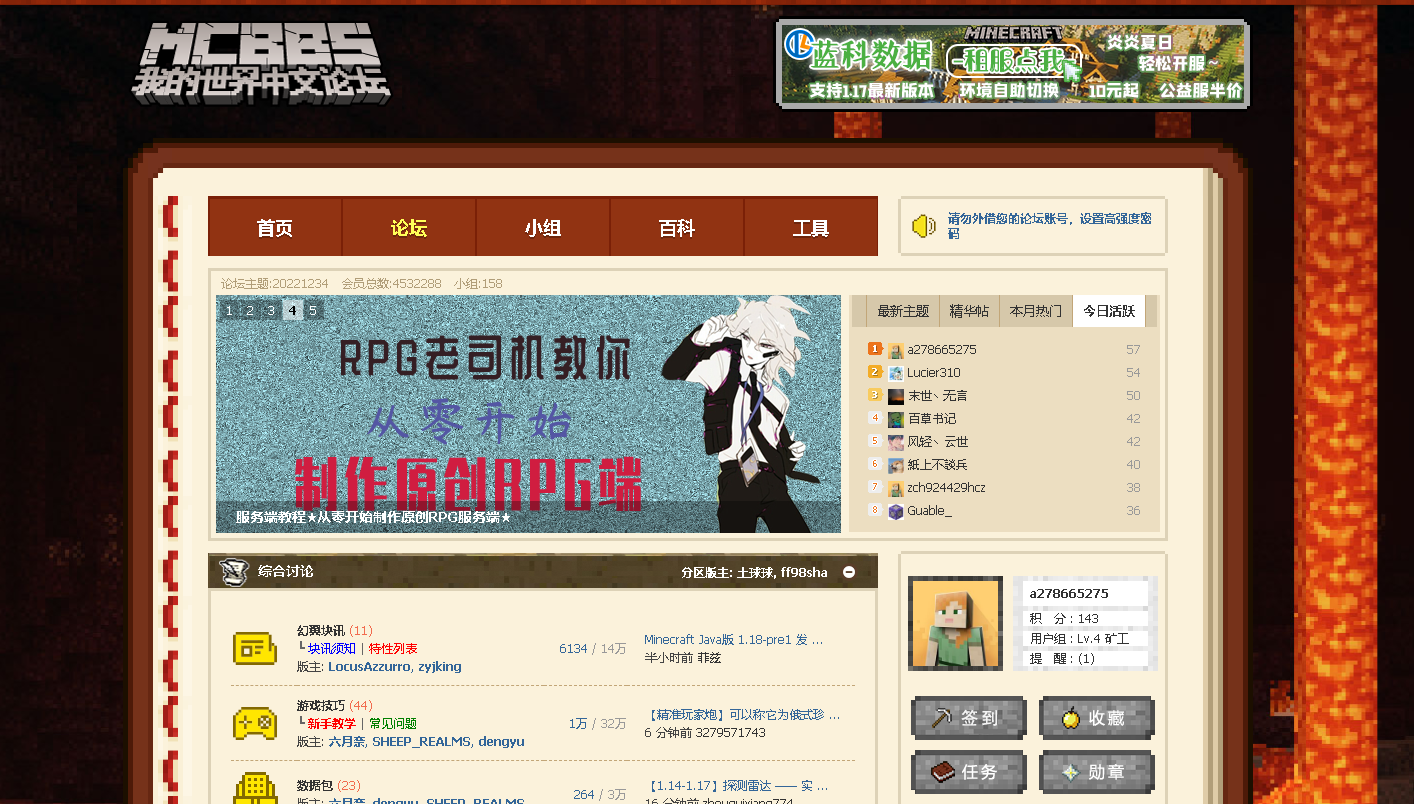 MCBBS
我的世界中文论坛
蓝科数据
MINECRAFT
租服点我
炎炎夏日
轻松开服~
支持1.17最新版本 环境自助切换 10元起 公益服半价
首页 论坛 小组 百科 工具
请勿外借您的论坛账号，设置高强度密
码
论坛主题:20221234 会员总数:4532288 小组:158
1 2 3 4 5
RPG老司机教你
从零开始
制作原创RPG端
服务端教程★从零开始制作原创RPG服务端★
最新主题 精华帖 本月热门 今日活跃
1 a278665275 57
2 Lucier310 54
3 末世丶无言 50
4 百草书记 42
5 风轻丶云世 42
6 紙上不談兵 40
7 zch924429hcz 38
8 Guable_ 36
综合讨论
分区版主: 土球球, ff98sha
幻翼块讯 (11)
┗ 块讯须知 | 特性列表
版主: LocusAzzurro, zyjking
6134 / 14万
Minecraft Java版 1.18-pre1 发 ...
半小时前 菲兹
游戏技巧 (44)
┗ 新手教学 | 常见问题
版主: 六月奈, SHEEP_REALMS, dengyu
1万 / 32万
【精准玩家炮】可以称它为俄式珍 ...
6 分钟前 3279571743
数据包 (23)
版主: 六月奈, dengyu, SHEEP_REALMS
264 / 3万
【1.14-1.17】探测雷达 —— 实 ...
16 分钟前 zhouguixiang774
a278665275
积 分 : 143
用户组 : Lv.4 矿工
提 醒 : (1)
签到 收藏
任务 勋章